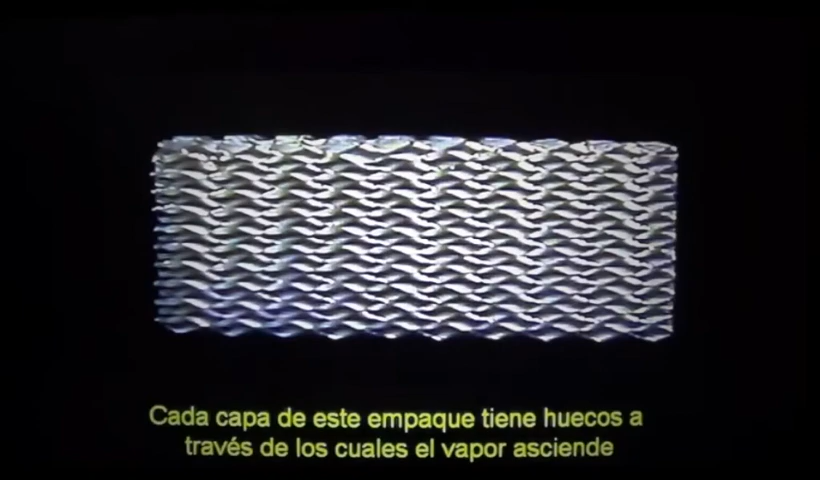 Cada capa de este empaque tiene huecos a
través de los cuales el vapor asciende